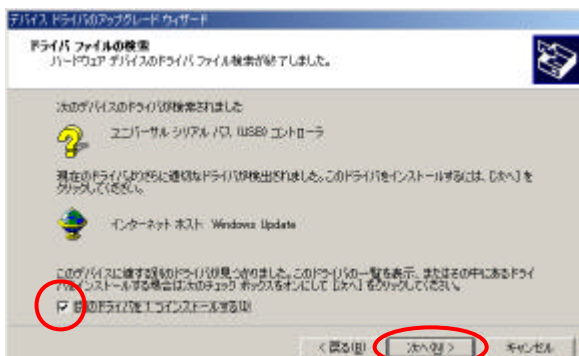 デバイス ドライバのアップグレード ウィザード
ドライバ ファイルの検索
ハードウェア デバイスのドライバ ファイル検索が終了しました。
次のデバイスのドライバが検索されました
ユニバーサル シリアル バス (USB) コントローラ
現在のドライバよりさらに適切なドライバが検出されました。このドライバをインストールするには、[次へ] を
クリックしてください。
インターネット ホスト Windows Update
このデバイスに適する別のドライバが見つかりました。このドライバの一覧を表示、またはその中にあるドライ
バをインストールする場合は次のチェック ボックスをオンにして [次へ] をクリックしてください。
別のドライバを 1 つインストールする(I)
< 戻る(B)
次へ(N) >
キャンセル